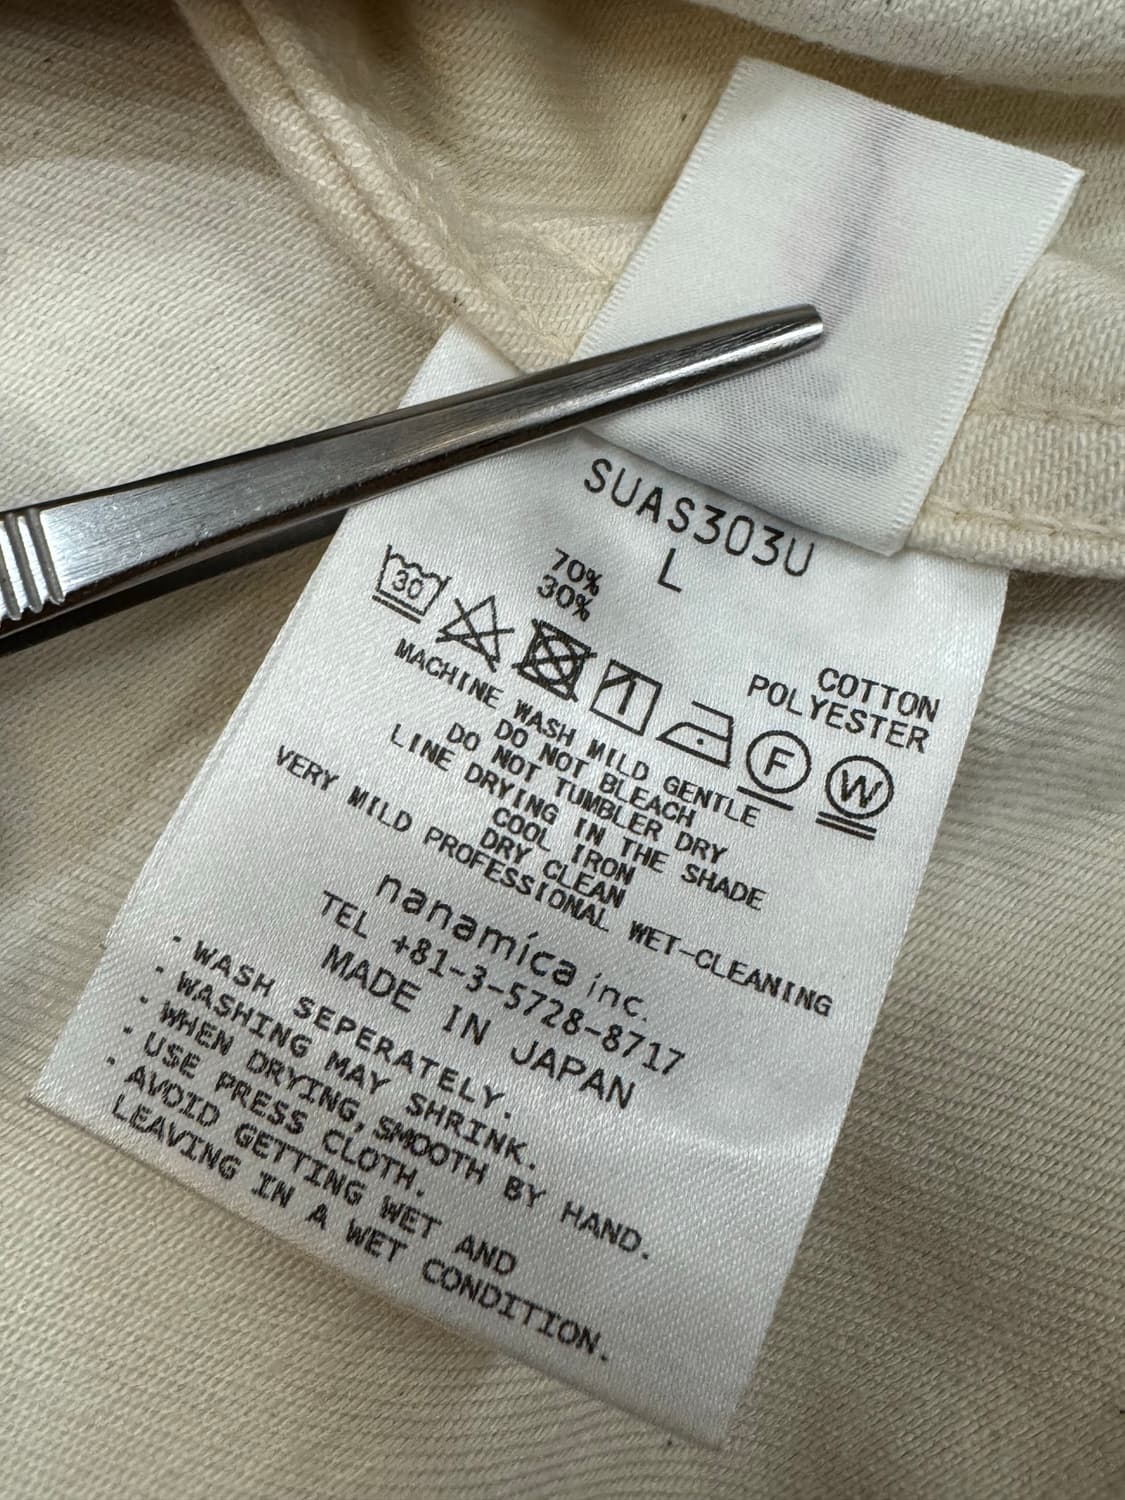 SUAS303U
L
70% COTTON
30% POLYESTER
30
F
W
MACHINE WASH MILD GENTLE
DO NOT BLEACH
DO NOT TUMBLER DRY
LINE DRYING IN THE SHADE
COOL IRON
DRY CLEAN
VERY MILD PROFESSIONAL WET-CLEANING
nanamica inc.
TEL +81-3-5728-8717
MADE IN JAPAN
・WASH SEPERATELY.
・WASHING MAY SHRINK.
・WHEN DRYING, SMOOTH BY HAND.
・USE PRESS CLOTH.
・AVOID GETTING WET AND
LEAVING IN A WET CONDITION.